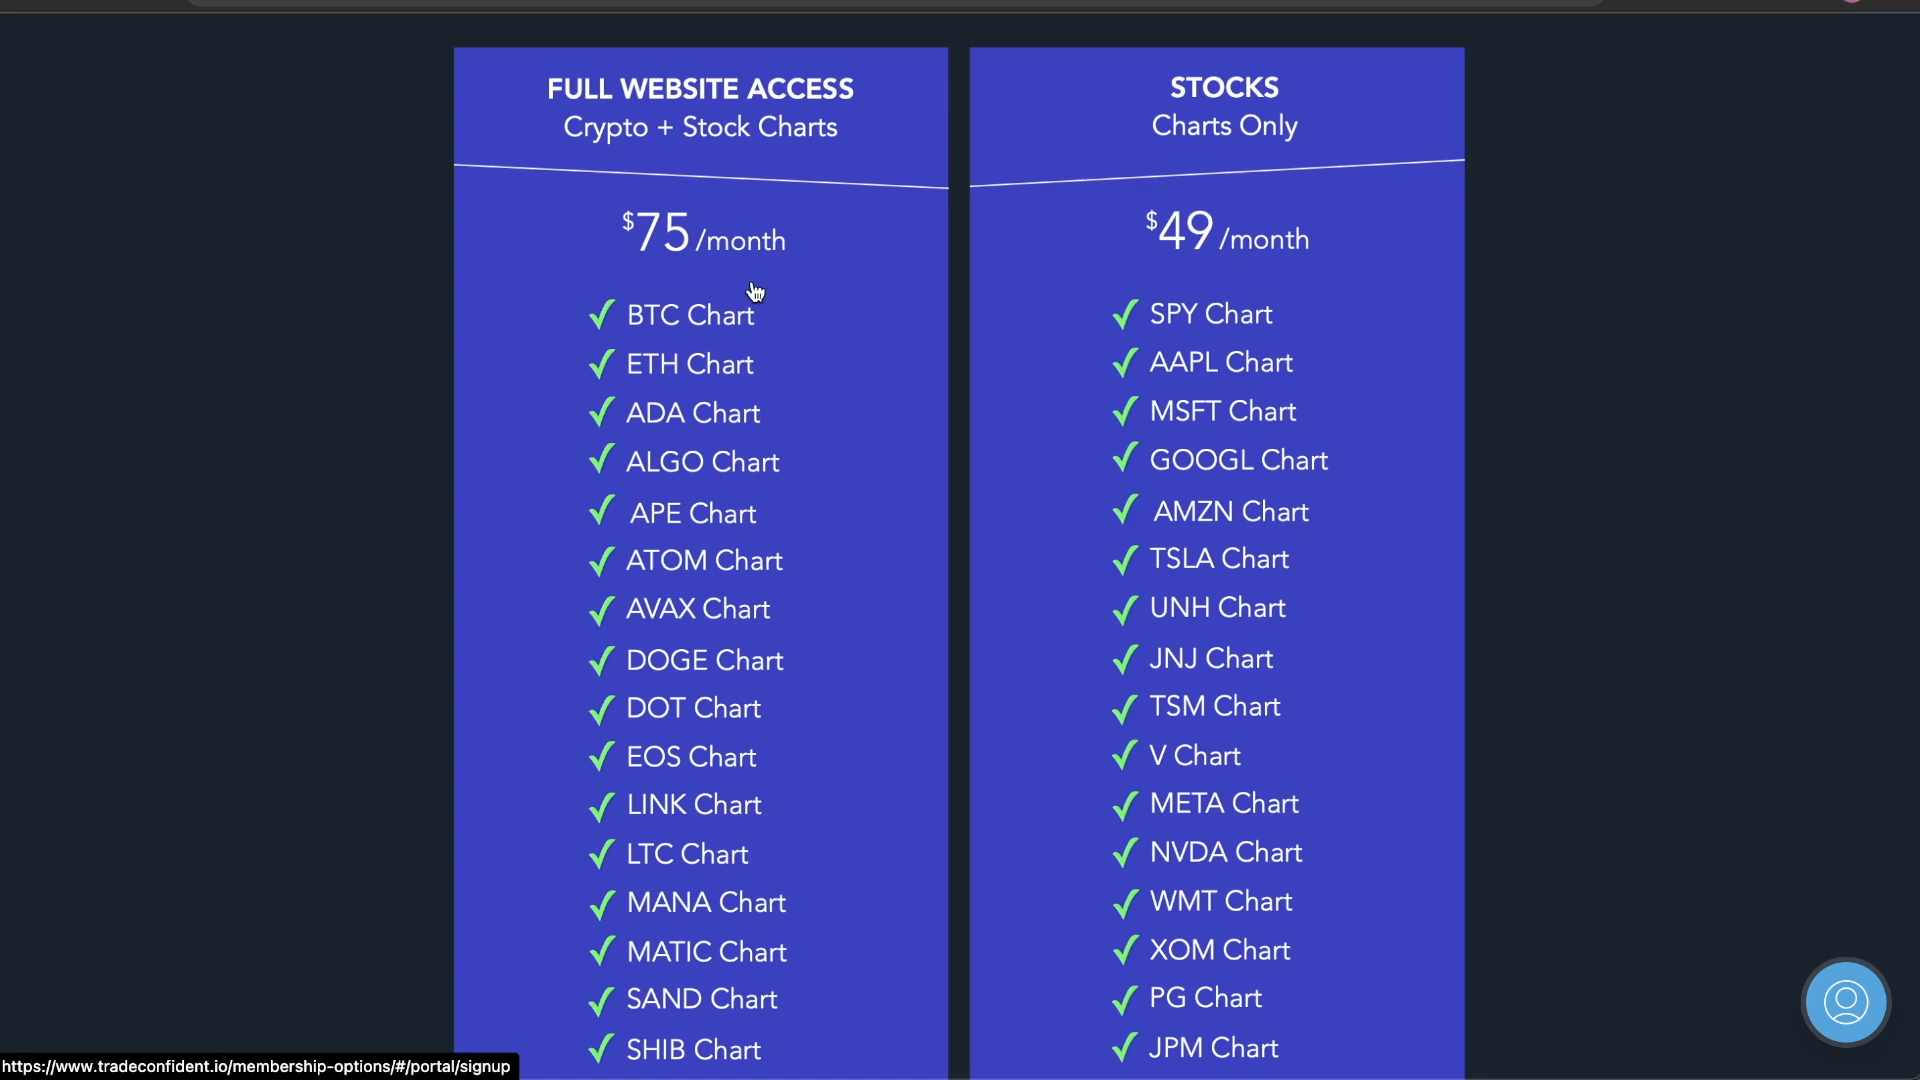 FULL WEBSITE ACCESS
Crypto + Stock Charts
$75/month
BTC Chart
ETH Chart
ADA Chart
ALGO Chart
APE Chart
ATOM Chart
AVAX Chart
DOGE Chart
DOT Chart
EOS Chart
LINK Chart
LTC Chart
MANA Chart
MATIC Chart
SAND Chart
SHIB Chart
STOCKS
Charts Only
$49/month
SPY Chart
AAPL Chart
MSFT Chart
GOOGL Chart
AMZN Chart
TSLA Chart
UNH Chart
JNJ Chart
TSM Chart
V Chart
META Chart
NVDA Chart
WMT Chart
XOM Chart
PG Chart
JPM Chart
https://www.tradeconfident.io/membership-options/#/portal/signup